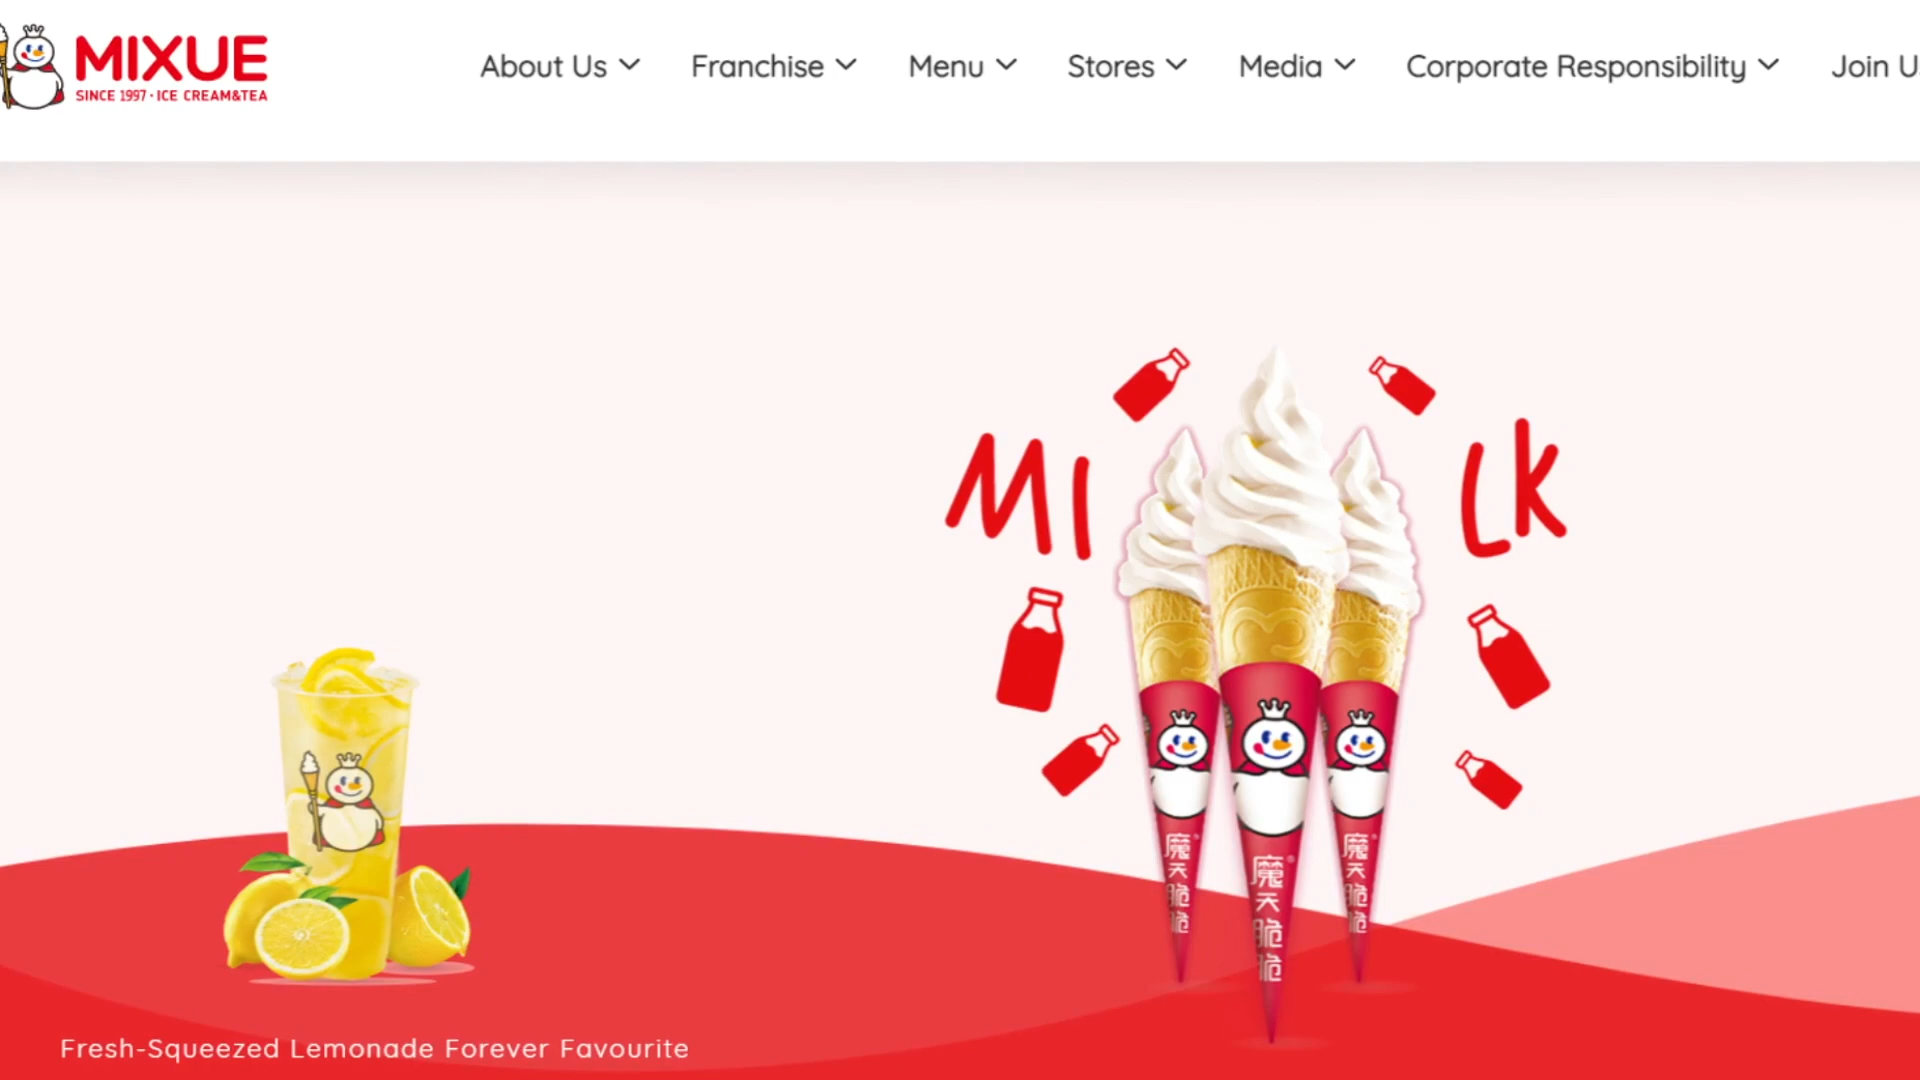 MIXUE
SINCE 1997 · ICE CREAM&TEA
About Us
Franchise
Menu
Stores
Media
Corporate Responsibility
Join U
MI LK
魔天脆脆
魔天脆脆
魔天脆脆
Fresh-Squeezed Lemonade Forever Favourite